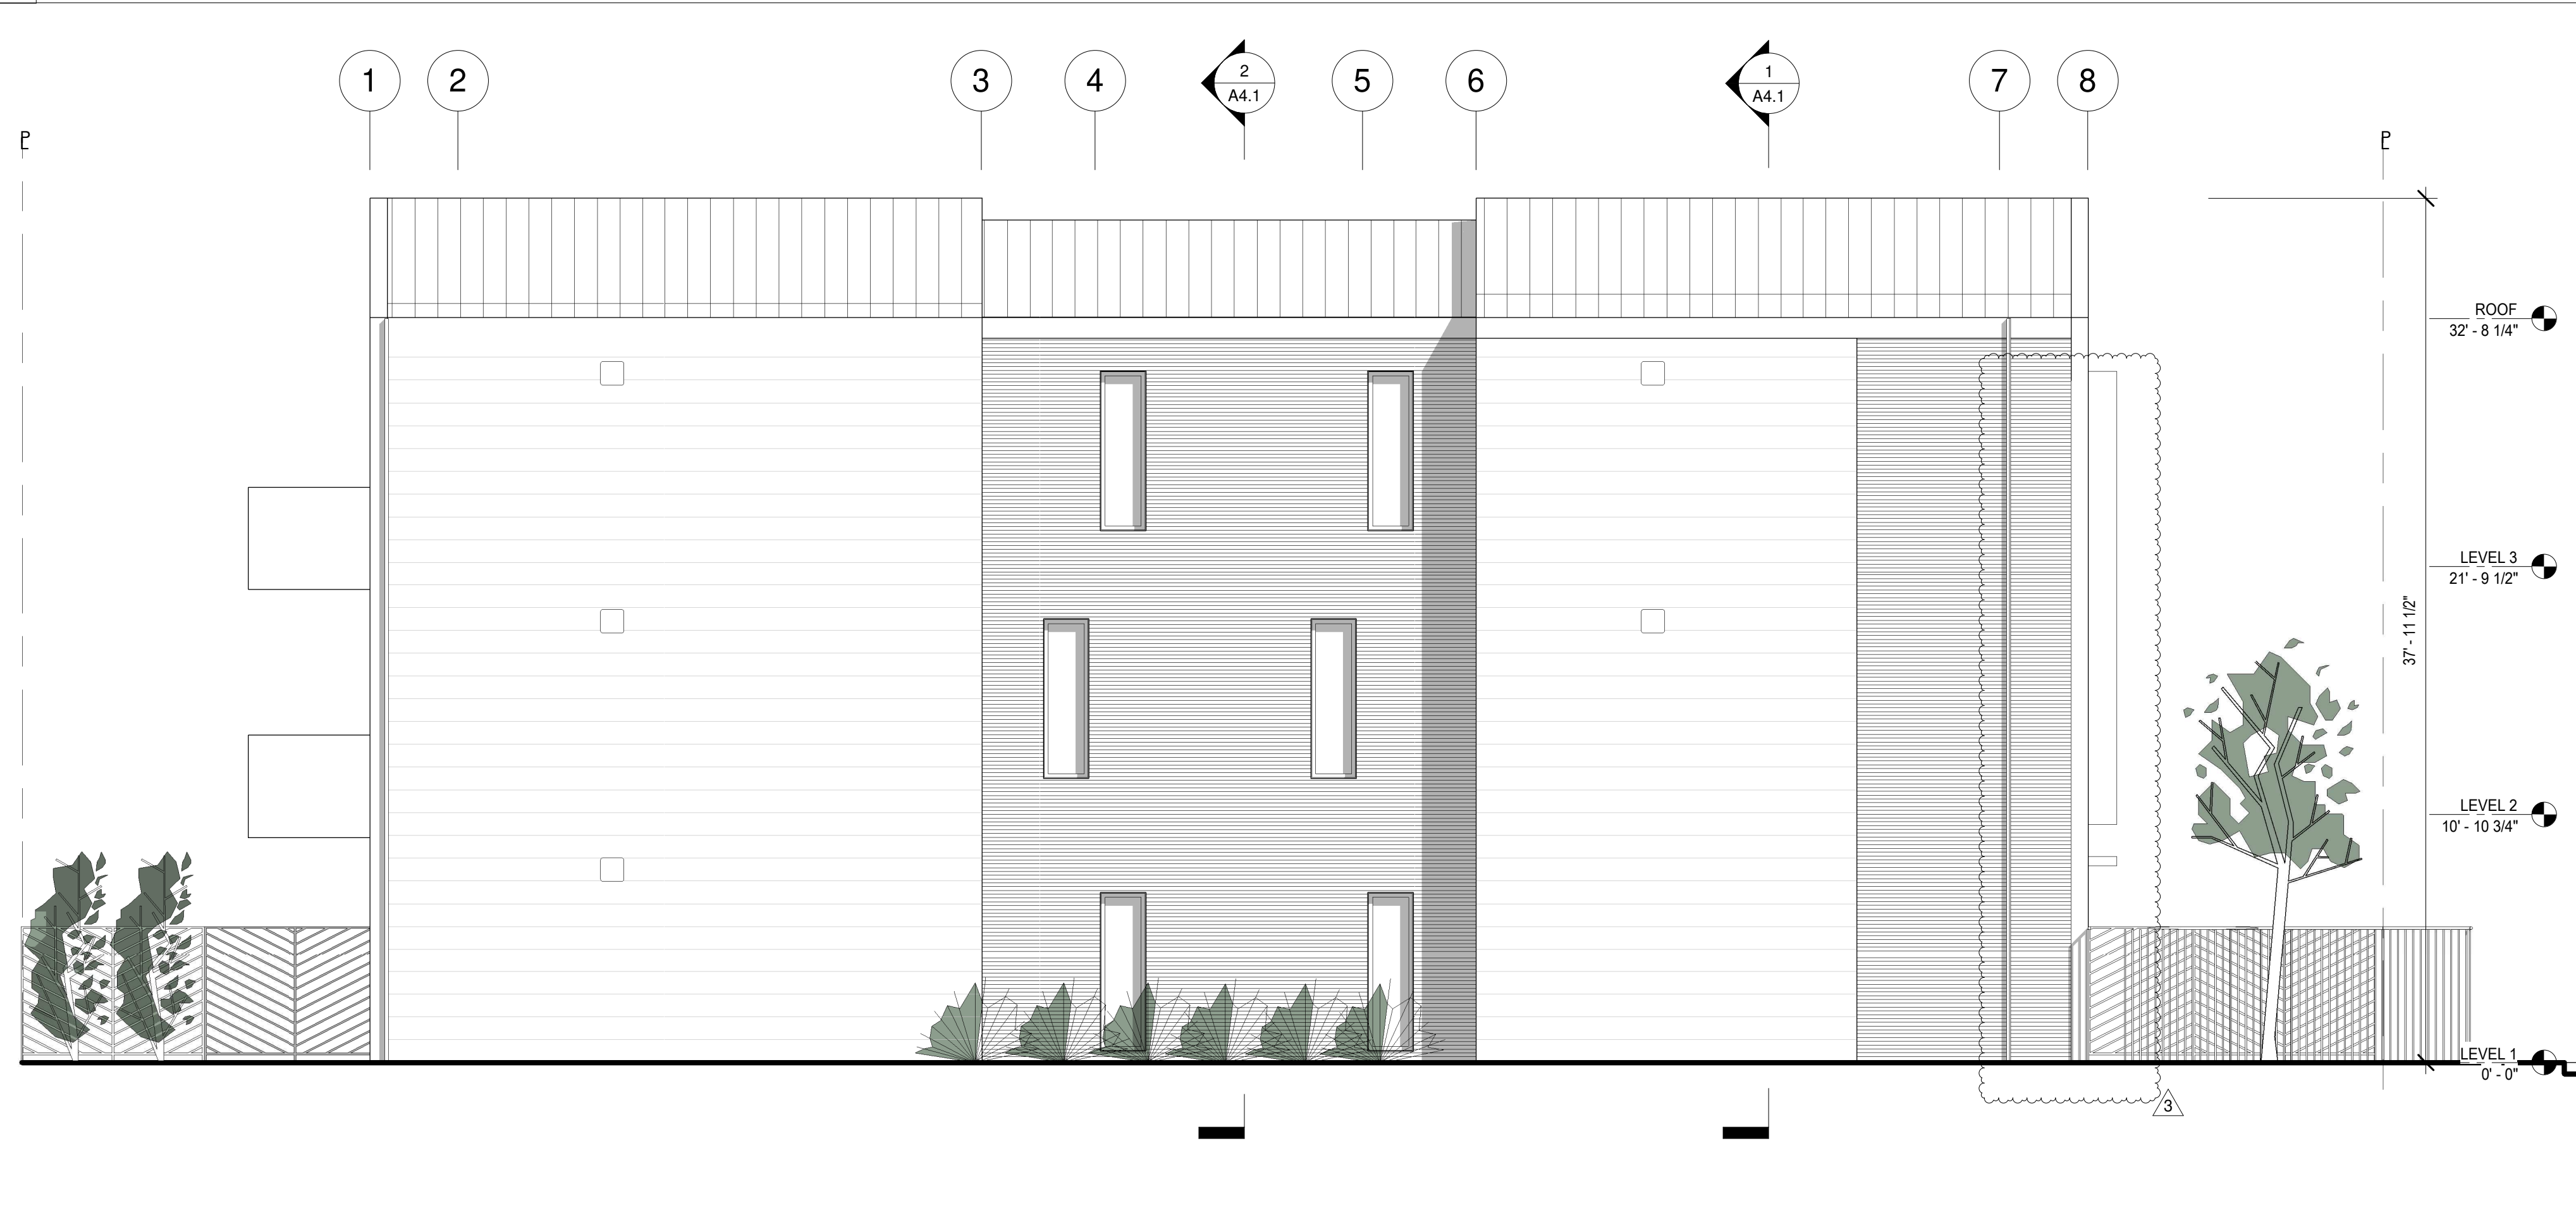 1
2
3
4
2
A4.1
5
6
1
A4.1
7
8
PL
PL
ROOF
32' - 8 1/4"
LEVEL 3
21' - 9 1/2"
37' - 11 1/2"
LEVEL 2
10' - 10 3/4"
LEVEL 1
0' - 0"
3